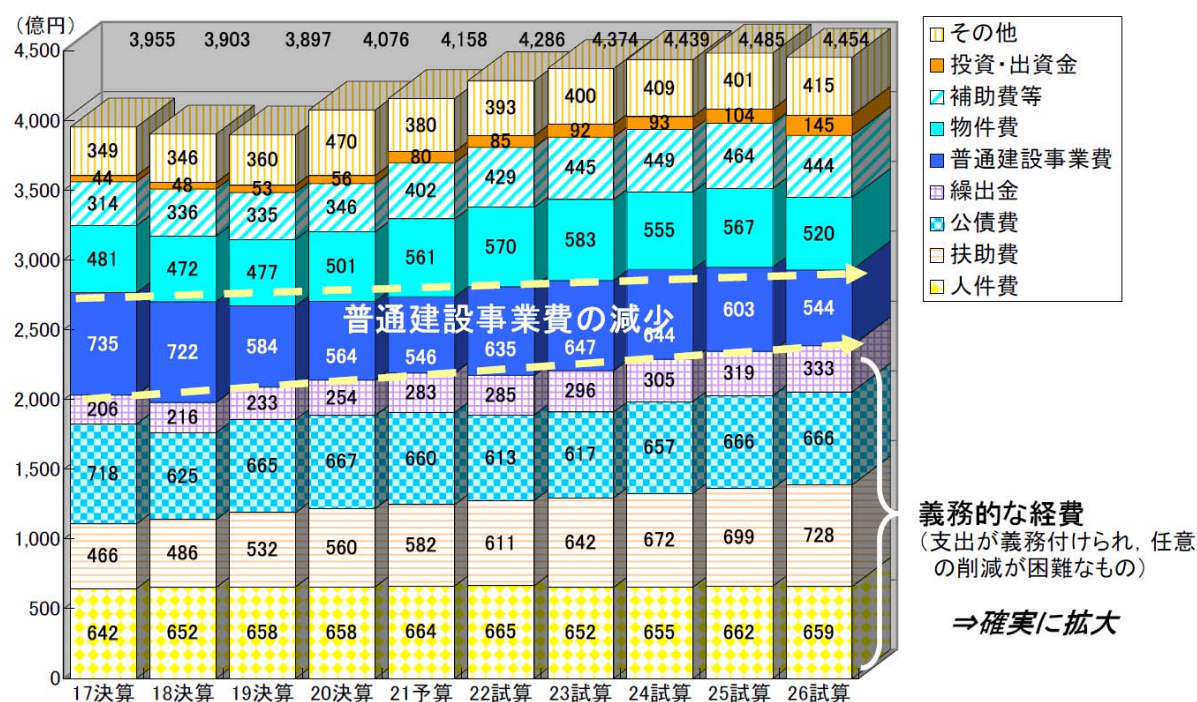 (億円)
3,955 3,903 3,897 4,076 4,158 4,286 4,374 4,439 4,485 4,454
4,500
4,000
3,500
3,000
2,500
2,000
1,500
1,000
500
0
349 346 360 470 380 393 400 409 401 415
44 48 53 56 80 85 92 93 104 145
314 336 335 346 402 429 445 449 464 444
481 472 477 501 561 570 583 555 567 520
普通建設事業費の減少
735 722 584 564 546 635 647 644 603 544
206 216 233 254 283 285 296 305 319 333
718 625 665 667 660 613 617 657 666 666
466 486 532 560 582 611 642 672 699 728
642 652 658 658 664 665 652 655 662 659
17決算 18決算 19決算 20決算 21予算 22試算 23試算 24試算 25試算 26試算
その他
投資・出資金
補助費等
物件費
普通建設事業費
繰出金
公債費
扶助費
人件費
義務的な経費
(支出が義務付けられ,任意
の削減が困難なもの)
⇒確実に拡大